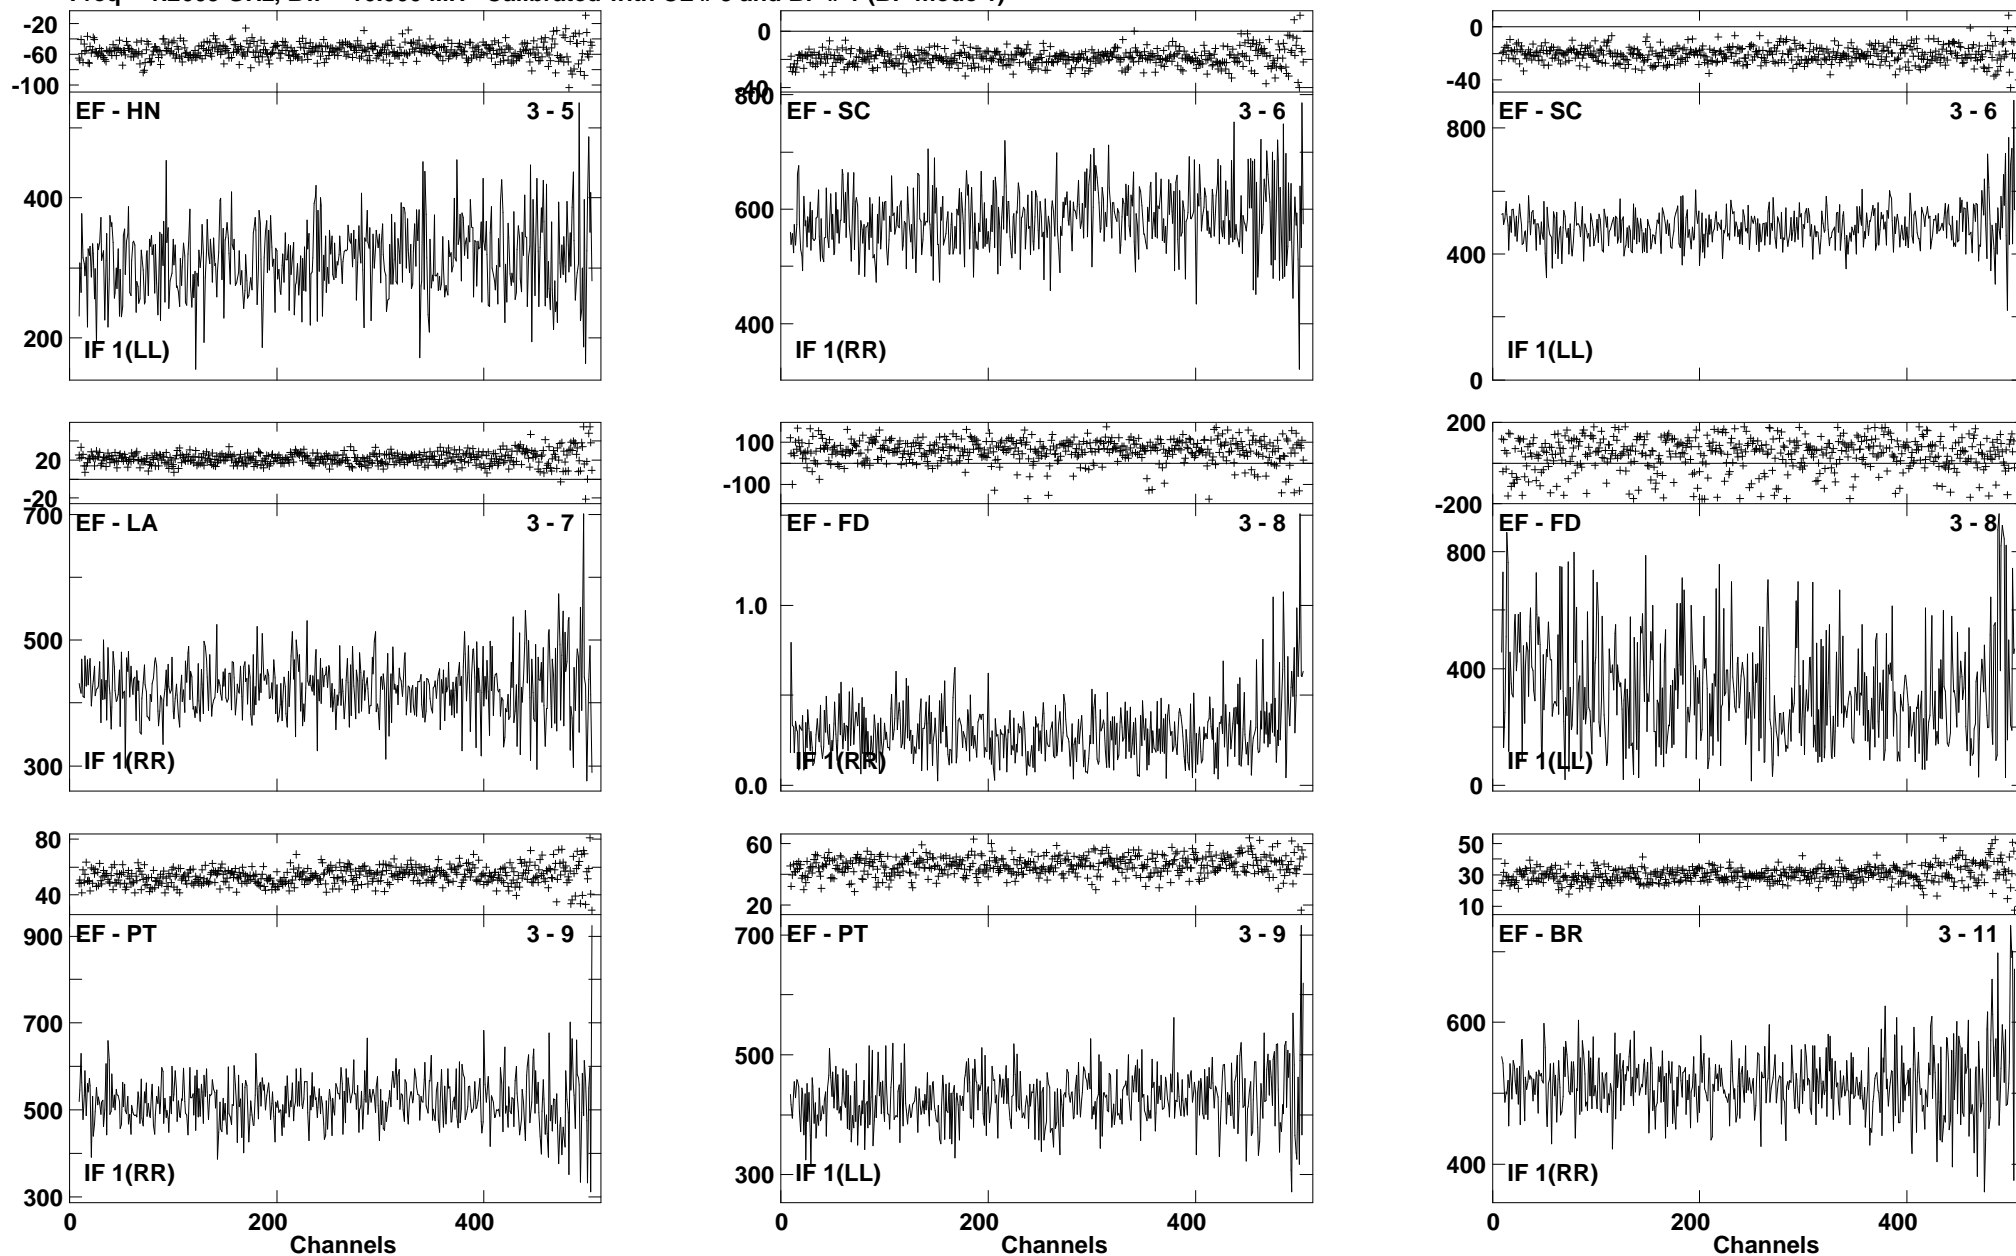 -20
-60
-100
EF - HN 3 - 5
400
200
IF 1(LL)
0
-40
800
EF - SC 3 - 6
600
400
IF 1(RR)
0
-40
EF - SC 3 - 6
800
400
0
IF 1(LL)
20
-20
700
EF - LA 3 - 7
500
300
IF 1(RR)
100
-100
EF - FD 3 - 8
1.0
0.0
IF 1(RR)
200
-200
EF - FD 3 - 8
800
400
0
IF 1(LL)
80
40
EF - PT 3 - 9
900
700
500
300
IF 1(RR)
0 200 400
Channels
60
20
EF - PT 3 - 9
700
500
300
IF 1(LL)
0 200 400
Channels
50
30
10
EF - BR 3 - 11
600
400
IF 1(RR)
0 200 400
Channels